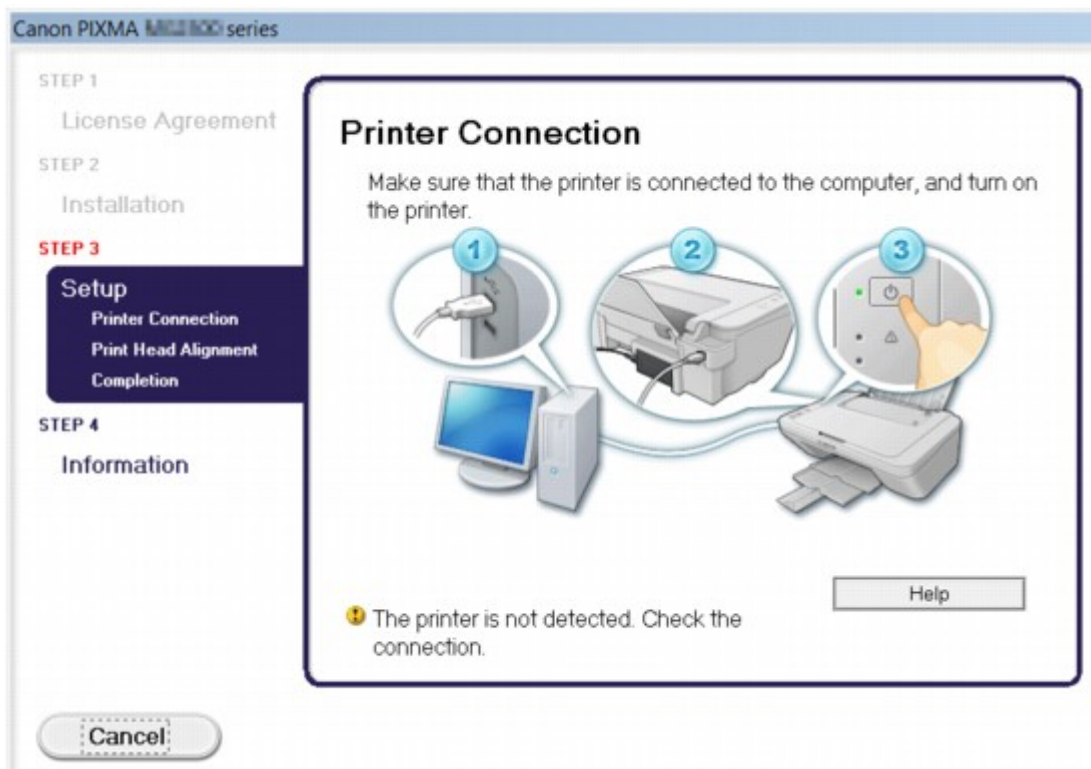 Canon PIXMA series
STEP 1
License Agreement
STEP 2
Installation
STEP 3
Setup
Printer Connection
Print Head Alignment
Completion
STEP 4
Information
Printer Connection
Make sure that the printer is connected to the computer, and turn on
the printer.
1
2
3
Help
The printer is not detected. Check the
connection.
Cancel